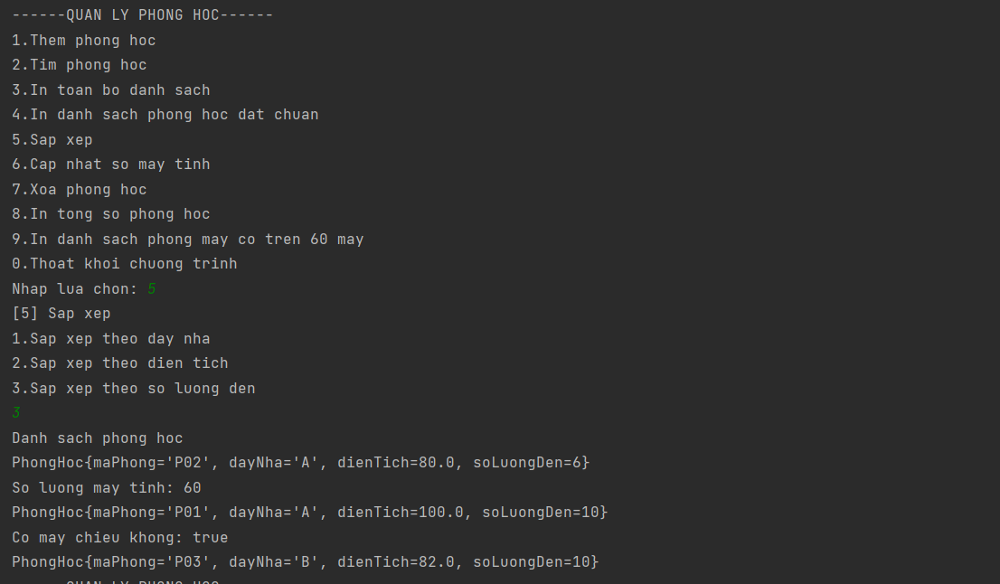 ------QUAN LY PHONG HOC------
1.Them phong hoc
2.Tim phong hoc
3.In toan bo danh sach
4.In danh sach phong hoc dat chuan
5.Sap xep
6.Cap nhat so may tinh
7.Xoa phong hoc
8.In tong so phong hoc
9.In danh sach phong may co tren 60 may
0.Thoat khoi chuong trinh
Nhap lua chon: 5
[5] Sap xep
1.Sap xep theo day nha
2.Sap xep theo dien tich
3.Sap xep theo so luong den
3
Danh sach phong hoc
PhongHoc{maPhong='P02', dayNha='A', dienTich=80.0, soLuongDen=6}
So luong may tinh: 60
PhongHoc{maPhong='P01', dayNha='A', dienTich=100.0, soLuongDen=10}
Co may chieu khong: true
PhongHoc{maPhong='P03', dayNha='B', dienTich=82.0, soLuongDen=10}